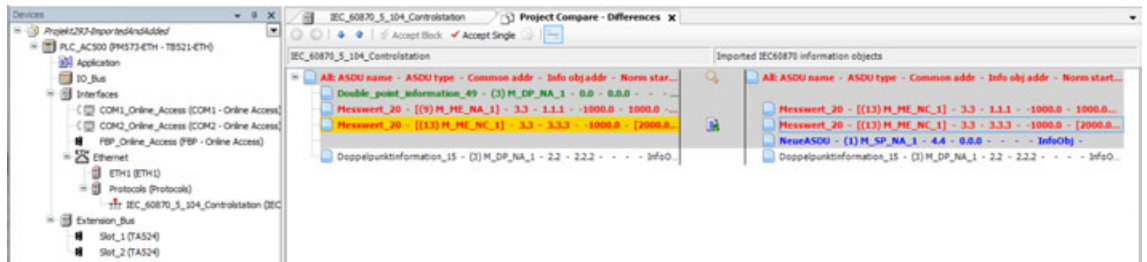 Devices
IEC_60870_5_104_Controlstation
Project Compare - Differences X
Projekt293-ImportedAndAdded
PLC_AC500 (PM573-ETH - TB521-ETH)
Application
IO_Bus
Interfaces
COM1_Online_Access (COM1 - Online Access)
COM2_Online_Access (COM2 - Online Access)
FBP_Online_Access (FBP - Online Access)
Ethernet
ETH1 (ETH1)
Protocols (Protocols)
IEC_60870_5_104_Controlstation (IEC
Extension_Bus
Slot_1 (TA524)
Slot_2 (TA524)
Accept Block Accept Single
IEC_60870_5_104_Controlstation
Imported IEC60870 information objects
All: ASDU name - ASDU type - Common addr - Info obj addr - Norm star...
Double_point_information_49 - (3) M_DP_NA_1 - 0.0 - 0.0.0 - - -...
Messwert_20 - [(9) M_ME_NA_1] - 3.3 - 1.1.1 - -1000.0 - 1000.0 -...
Messwert_20 - [(13) M_ME_NC_1] - 3.3 - 3.3.3 - -1000.0 - [2000.0...
Doppelpunktinformation_15 - (3) M_DP_NA_1 - 2.2 - 2.2.2 - - - - InfoO...
All: ASDU name - ASDU type - Common addr - Info obj addr - Norm start...
Messwert_20 - [(13) M_ME_NC_1] - 3.3 - 1.1.1 - -1000.0 - 1000.0...
Messwert_20 - [(13) M_ME_NC_1] - 3.3 - 3.3.3 - -1000.0 - [2000.0...
NeueASDU - (1) M_SP_NA_1 - 4.4 - 0.0.0 - - - - InfoObj -
Doppelpunktinformation_15 - (3) M_DP_NA_1 - 2.2 - 2.2.2 - - - - InfoO...